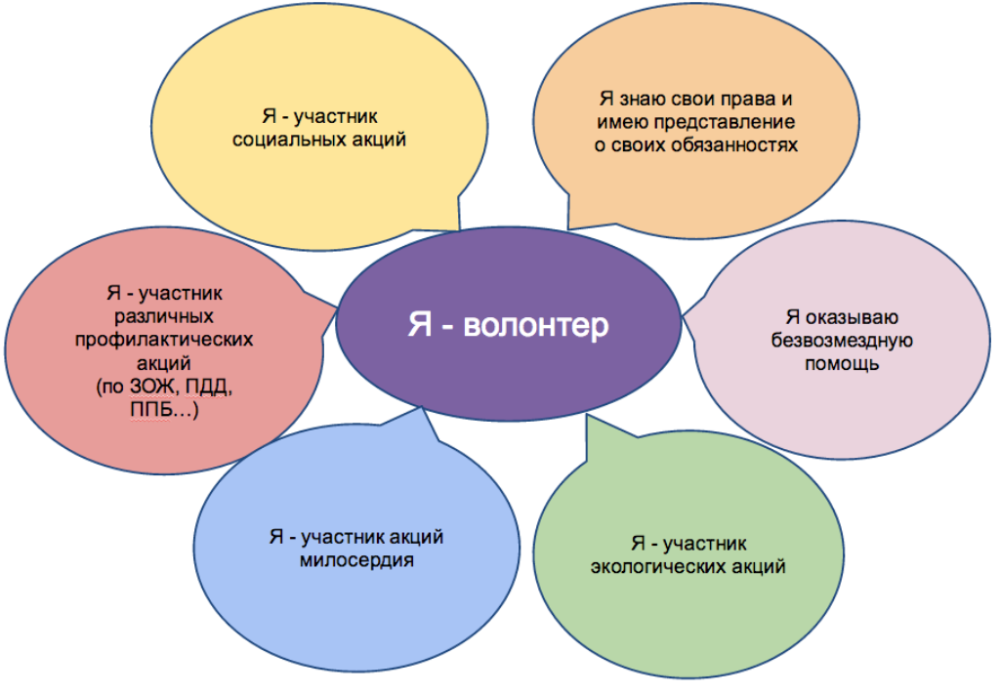 Я - участник
социальных акций
Я знаю свои права и
имею представление
о своих обязанностях
Я - участник
различных
профилактических
акций
(по ЗОЖ, ПДД,
ППБ...)
Я - волонтер
Я оказываю
безвозмездную
помощь
Я - участник акций
милосердия
Я - участник
экологических акций